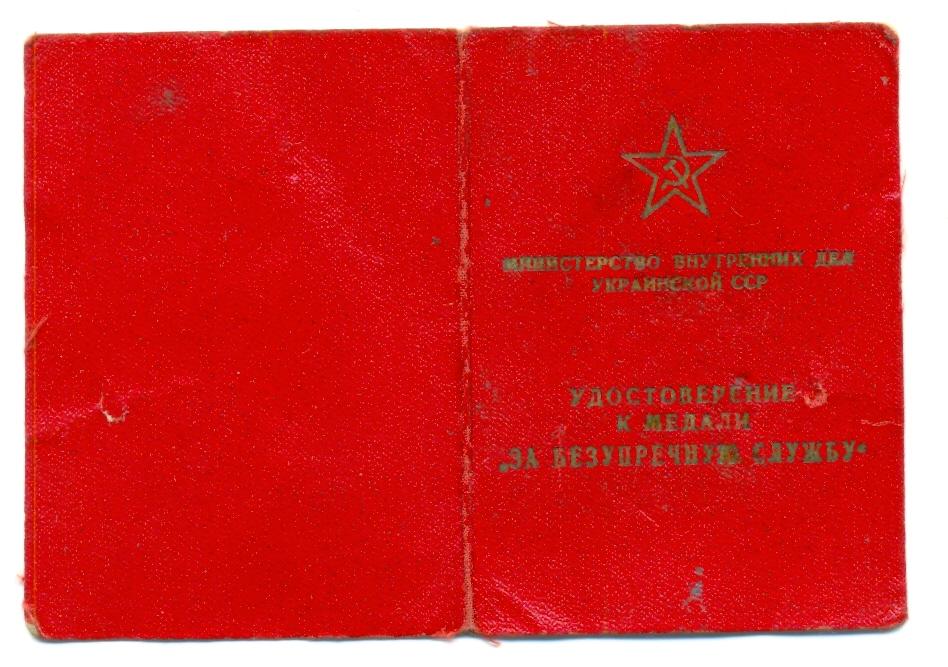 МИНИСТЕРСТВО ВНУТРЕННИХ ДЕЛ
УКРАИНСКОЙ ССР
УДОСТОВЕРЕНИЕ
К МЕДАЛИ
„ЗА БЕЗУПРЕЧНУЮ СЛУЖБУ“